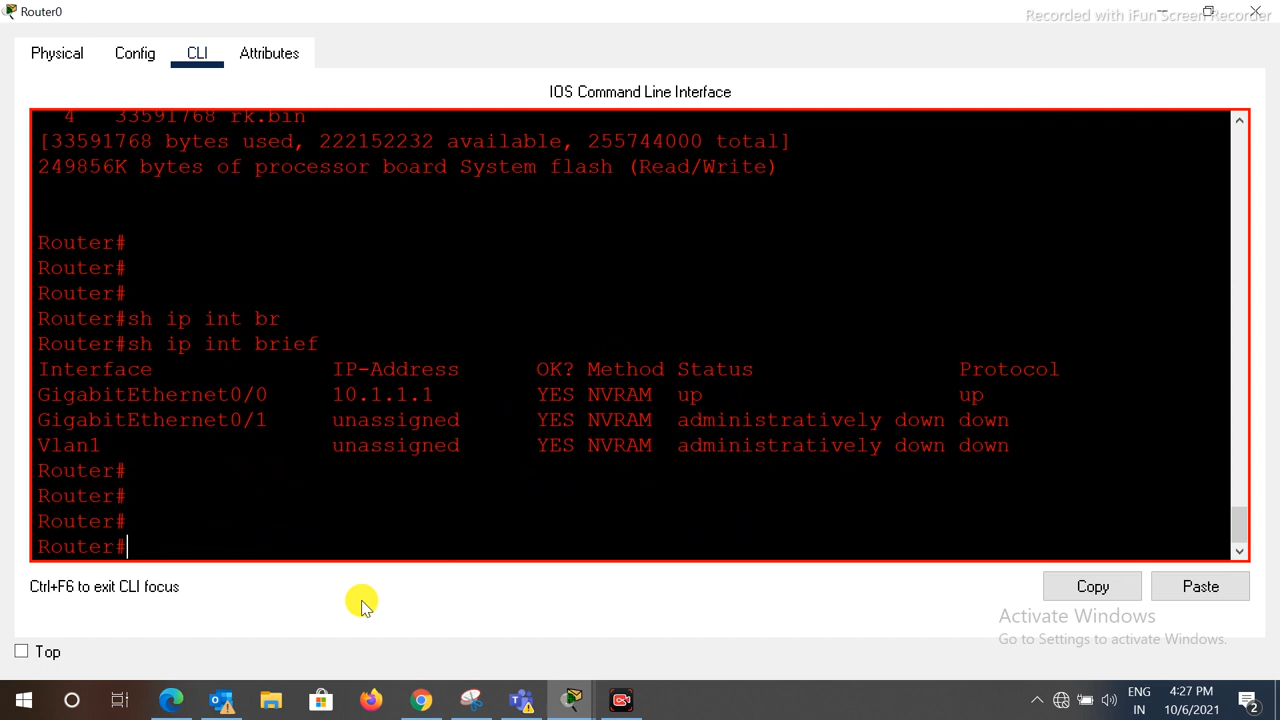 Router0
Recorded with iFun Screen Recorder
Physical Config CLI Attributes
IOS Command Line Interface
4 33591768 rk.bin
[33591768 bytes used, 222152232 available, 255744000 total]
249856K bytes of processor board System flash (Read/Write)
Router#
Router#
Router#
Router#sh ip int br
Router#sh ip int brief
Interface IP-Address OK? Method Status Protocol
GigabitEthernet0/0 10.1.1.1 YES NVRAM up up
GigabitEthernet0/1 unassigned YES NVRAM administratively down down
Vlan1 unassigned YES NVRAM administratively down down
Router#
Router#
Router#
Router#
Ctrl+F6 to exit CLI focus
Copy Paste
Activate Windows
Go to Settings to activate Windows.
Top
ENG 4:27 PM
IN 10/6/2021
2